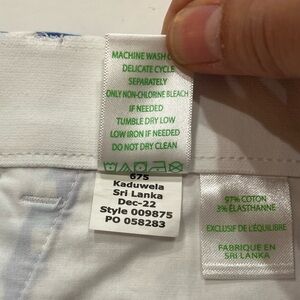 MACHINE WASH
DELICATE CYCLE
SEPARATELY
ONLY NON-CHLORINE BLEACH
IF NEEDED
TUMBLE DRY LOW
LOW IRON IF NEEDED
DO NOT DRY CLEAN
675
Kaduwela
Sri Lanka
Dec-22
Style 009875
PO 058283
97% COTON
3% ÉLASTHANNE
EXCLUSIF DE L'ÉQUILIBRE
FABRIQUÉ EN
SRI LANKA